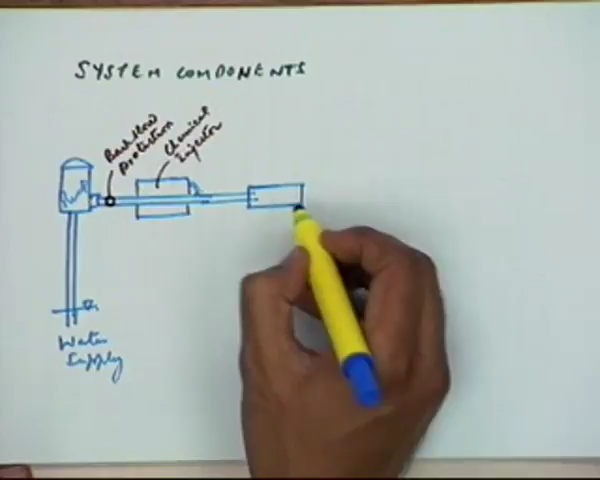 SYSTEM COMPONENTS
Backflow
protection
Chemical
Injector
Water
Supply